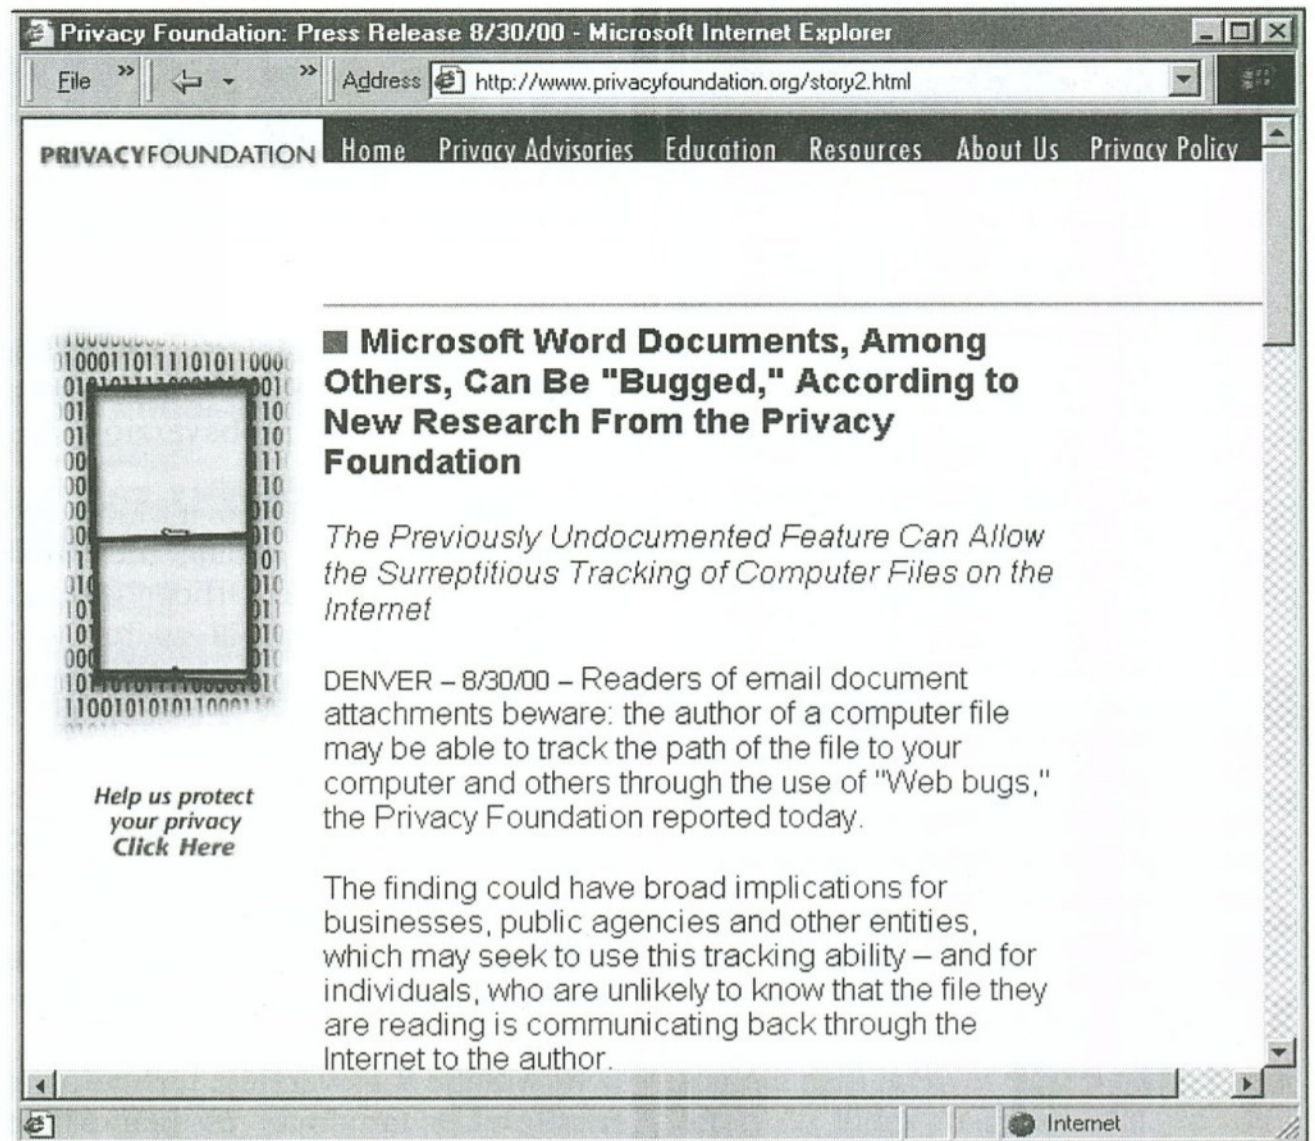 Privacy Foundation: Press Release 8/30/00 - Microsoft Internet Explorer
File » » Address http://www.privacyfoundation.org/story2.html
PRIVACYFOUNDATION Home Privacy Advisories Education Resources About Us Privacy Policy
Microsoft Word Documents, Among
Others, Can Be "Bugged," According to
New Research From the Privacy
Foundation
The Previously Undocumented Feature Can Allow
the Surreptitious Tracking of Computer Files on the
Internet
DENVER – 8/30/00 – Readers of email document
attachments beware: the author of a computer file
may be able to track the path of the file to your
computer and others through the use of "Web bugs,"
the Privacy Foundation reported today.
The finding could have broad implications for
businesses, public agencies and other entities,
which may seek to use this tracking ability – and for
individuals, who are unlikely to know that the file they
are reading is communicating back through the
Internet to the author.
Help us protect
your privacy
Click Here
Internet